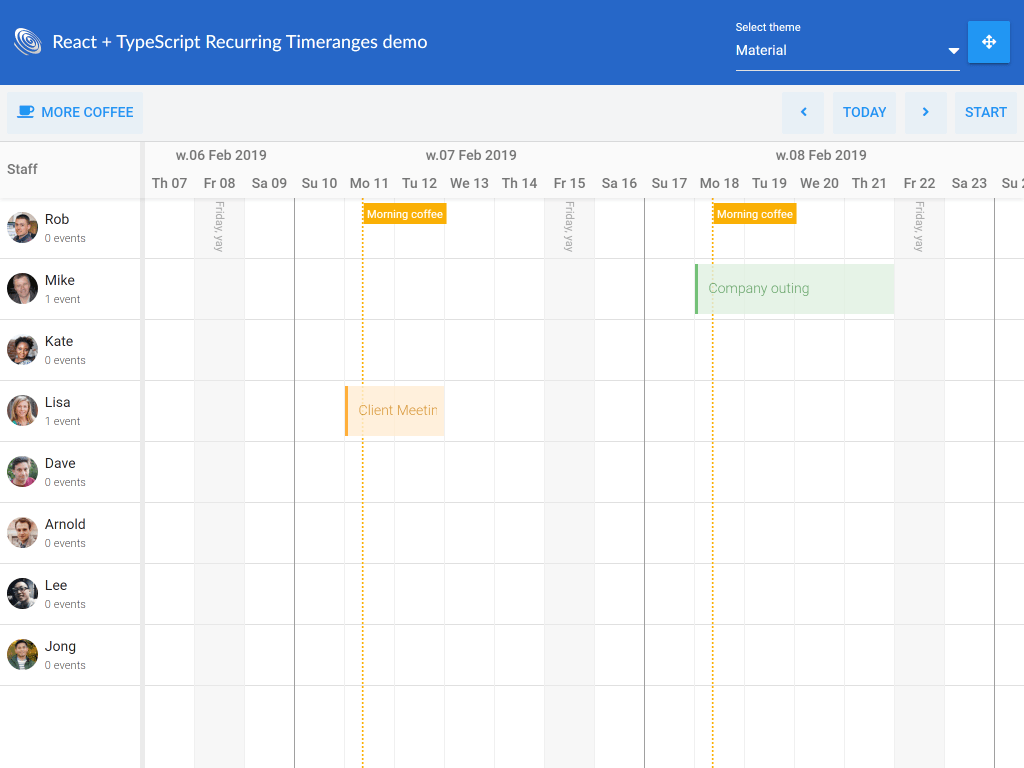 React + TypeScript Recurring Timeranges demo
Select theme
Material
MORE COFFEE
TODAY
START
Staff
w.06 Feb 2019
w.07 Feb 2019
w.08 Feb 2019
Th 07 Fr 08 Sa 09 Su 10 Mo 11 Tu 12 We 13 Th 14 Fr 15 Sa 16 Su 17 Mo 18 Tu 19 We 20 Th 21 Fr 22 Sa 23 Su 2
Rob
0 events
Friday, yay
Morning coffee
Friday, yay
Morning coffee
Friday, yay
Mike
1 event
Company outing
Kate
0 events
Lisa
1 event
Client Meetin
Dave
0 events
Arnold
0 events
Lee
0 events
Jong
0 events